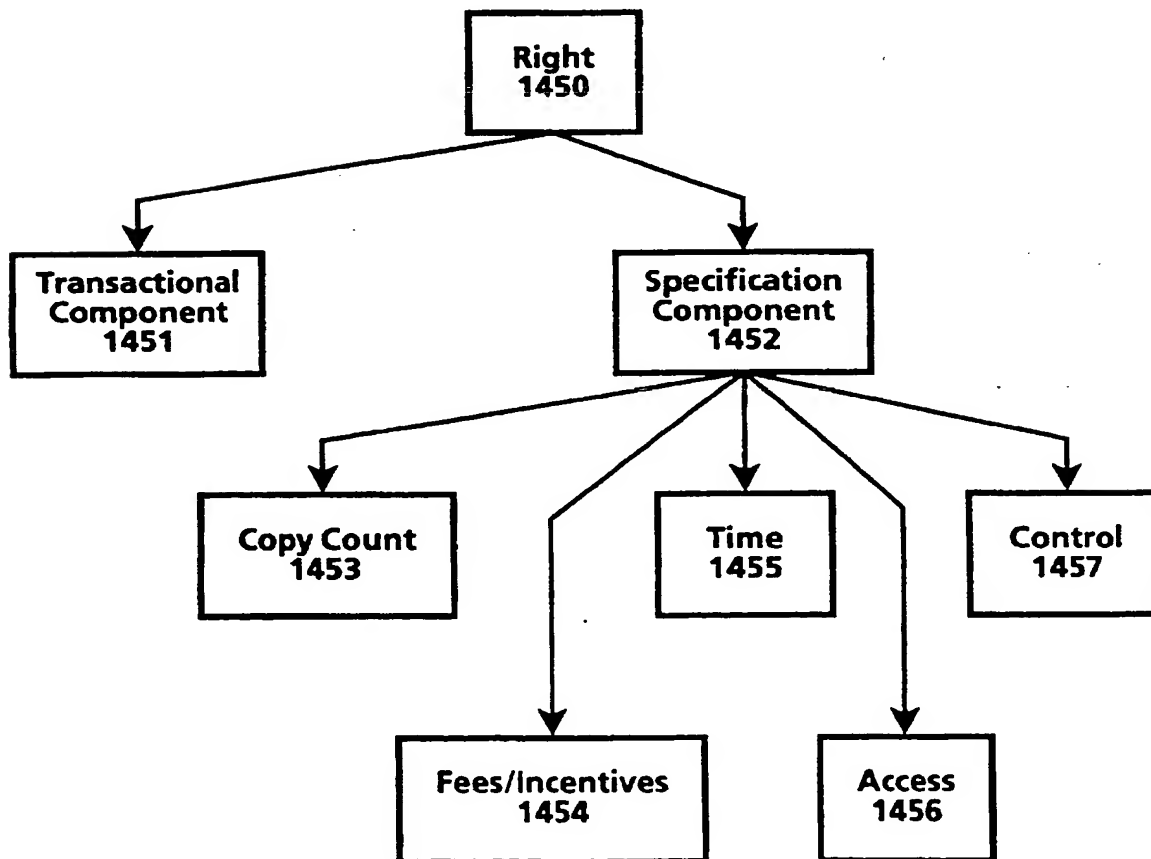 Right
1450
Transactional
Component
1451
Specification
Component
1452
Copy Count
1453
Time
1455
Control
1457
Fees/Incentives
1454
Access
1456